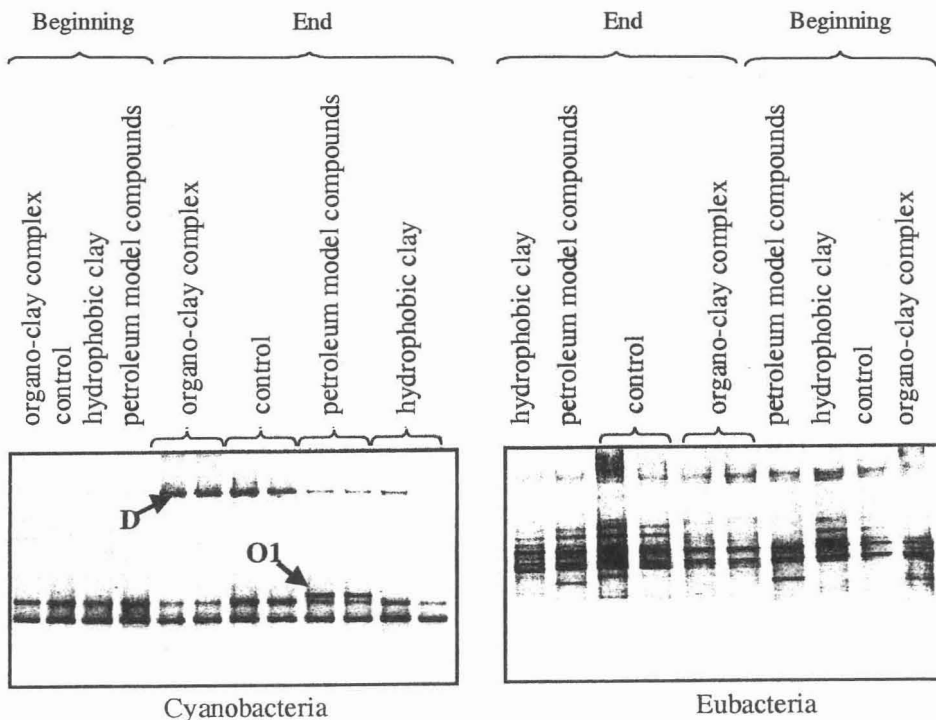 Beginning
End
End
Beginning
organo-clay complex
control
hydrophobic clay
petroleum model compounds
organo-clay complex
control
petroleum model compounds
hydrophobic clay
hydrophobic clay
petroleum model compounds
control
organo-clay complex
petroleum model compounds
hydrophobic clay
control
organo-clay complex
D
O1
Cyanobacteria
Eubacteria